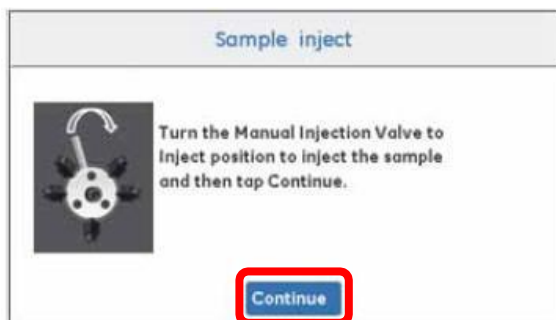 Sample inject
Turn the Manual Injection Valve to
Inject position to inject the sample
and then tap Continue.
Continue